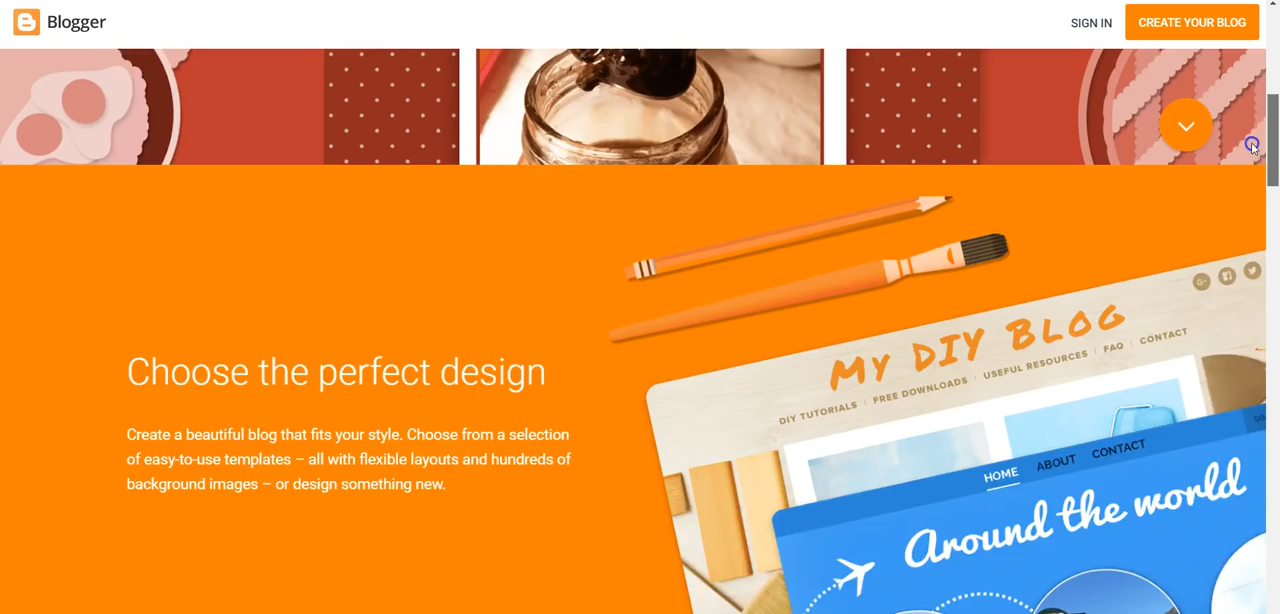 Blogger
SIGN IN
CREATE YOUR BLOG
Choose the perfect design
Create a beautiful blog that fits your style. Choose from a selection
of easy-to-use templates – all with flexible layouts and hundreds of
background images – or design something new.
MY DIY BLOG
DIY TUTORIALS | FREE DOWNLOADS | USEFUL RESOURCES | FAQ | CONTACT
HOME ABOUT CONTACT
Around the world